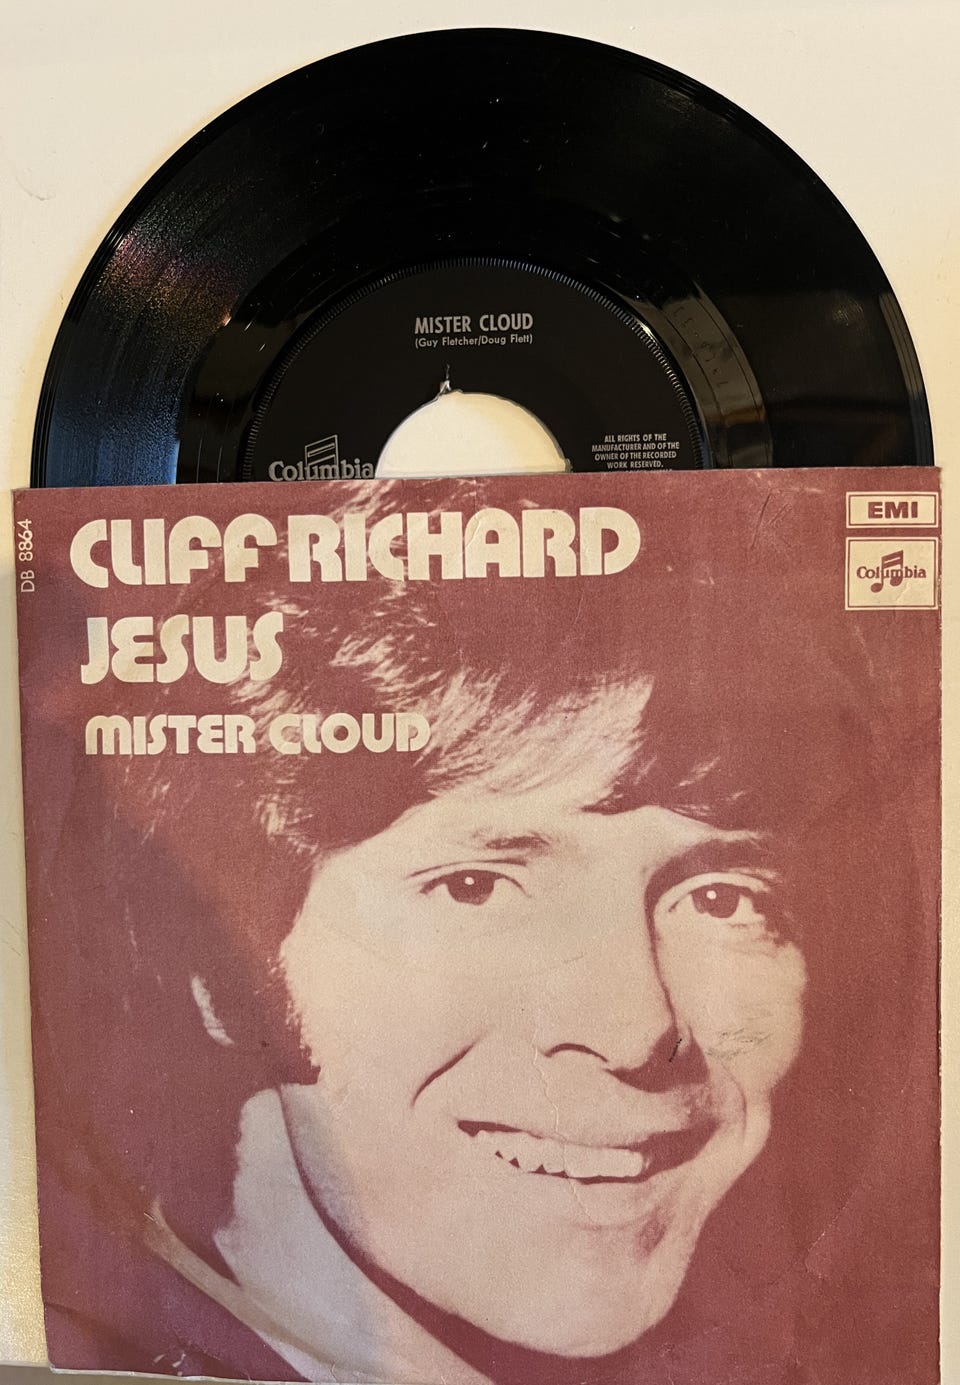 MISTER CLOUD
(Guy Fletcher/Doug Flett)
Columbia
ALL RIGHTS OF THE
MANUFACTURER AND OF THE
OWNER OF THE RECORDED
WORK RESERVED.
DB 8864
CLIFF RICHARD
JESUS
MISTER CLOUD
EMI
Columbia